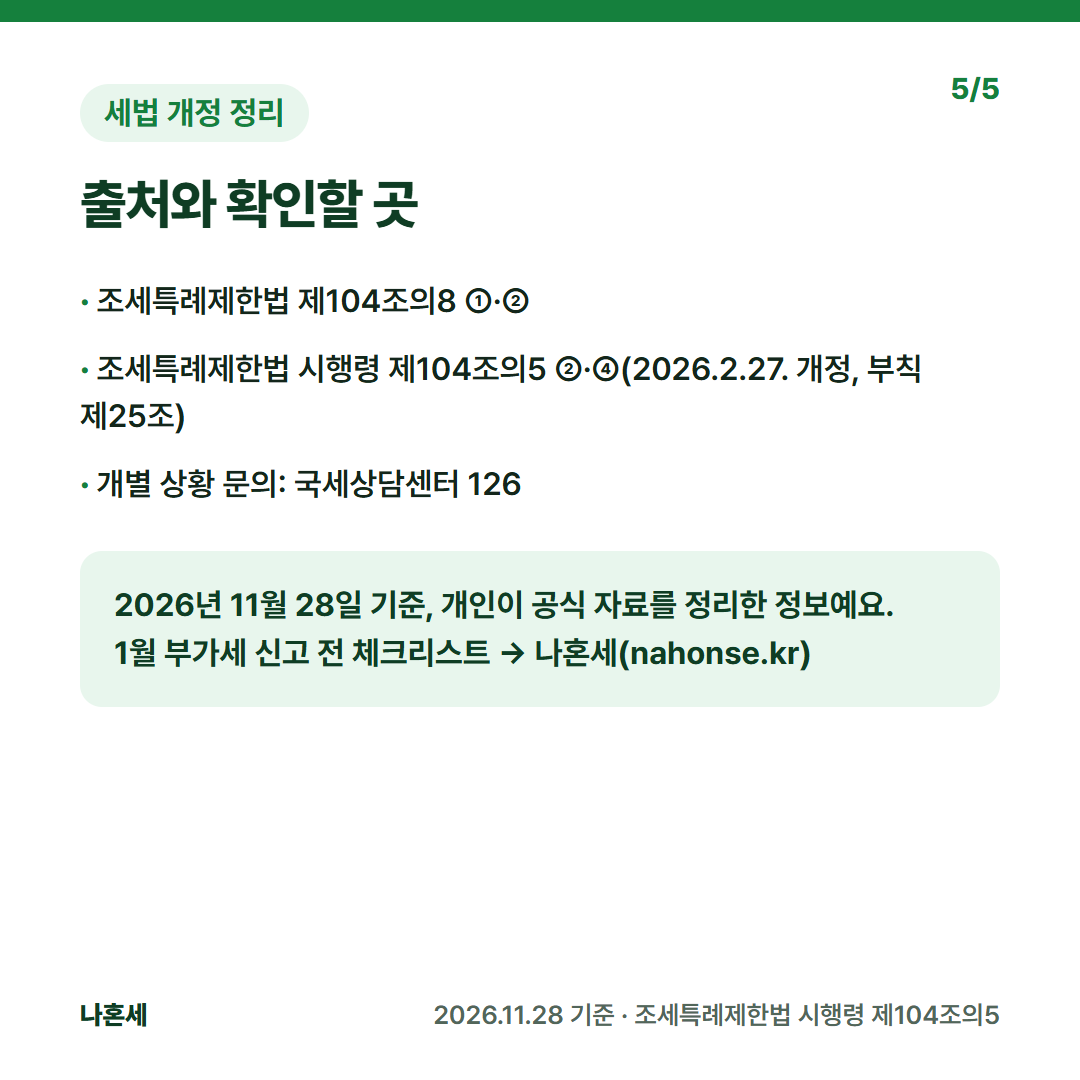 세법 개정 정리
5/5
출처와 확인할 곳
· 조세특례제한법 제104조의8 ①·②
· 조세특례제한법 시행령 제104조의5 ②·④(2026.2.27. 개정, 부칙
제25조)
· 개별 상황 문의: 국세상담센터 126
2026년 11월 28일 기준, 개인이 공식 자료를 정리한 정보예요.
1월 부가세 신고 전 체크리스트 → 나혼세(nahonse.kr)
나혼세
2026.11.28 기준 · 조세특례제한법 시행령 제104조의5